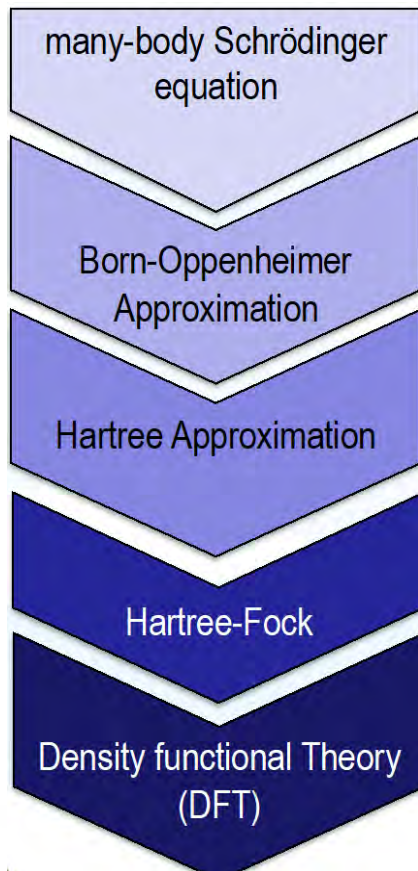 many-body Schrödinger
equation
Born-Oppenheimer
Approximation
Hartree Approximation
Hartree-Fock
Density functional Theory
(DFT)